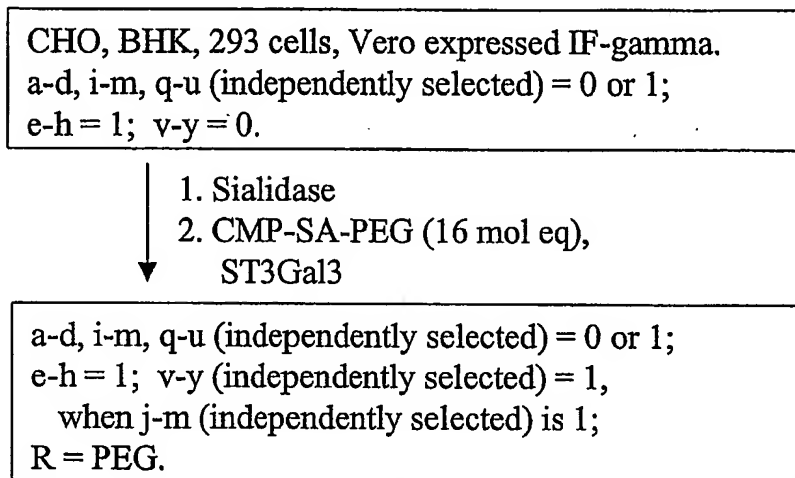 CHO, BHK, 293 cells, Vero expressed IF-gamma.
a-d, i-m, q-u (independently selected) = 0 or 1;
e-h = 1; v-y = 0.
1. Sialidase
2. CMP-SA-PEG (16 mol eq),
ST3Gal3
a-d, i-m, q-u (independently selected) = 0 or 1;
e-h = 1; v-y (independently selected) = 1,
when j-m (independently selected) is 1;
R = PEG.